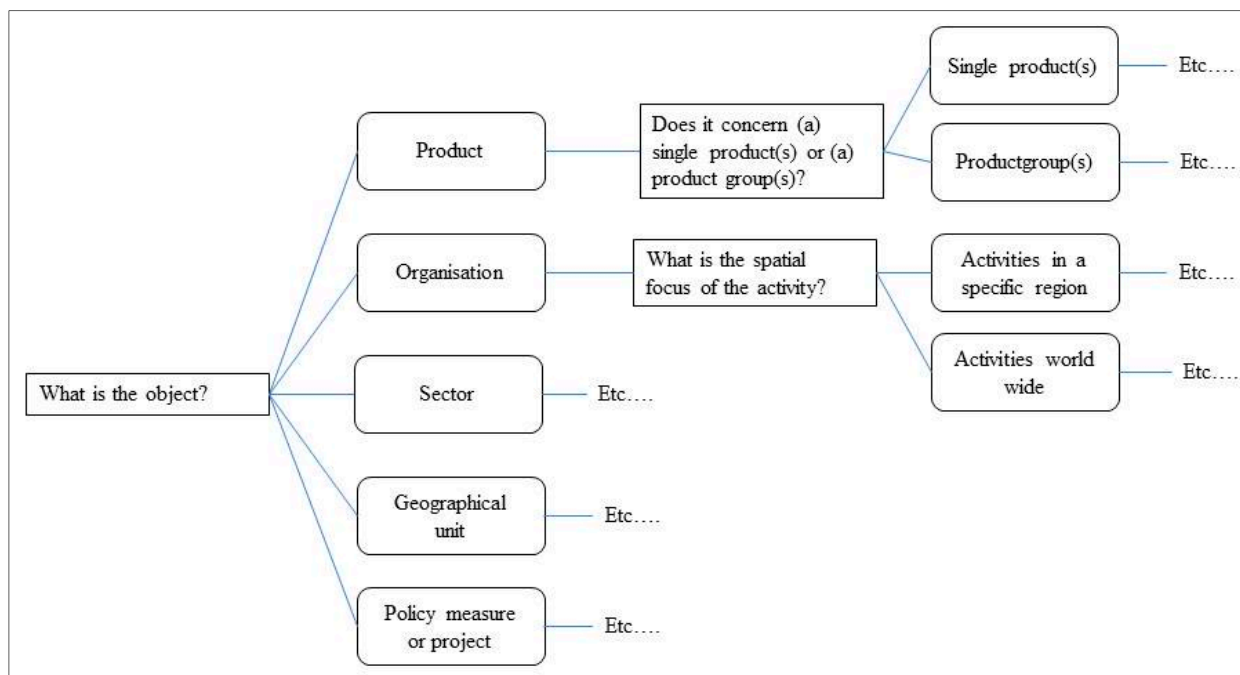 What is the object?
Product
Organisation
Sector
Etc….
Geographical
unit
Etc….
Policy measure
or project
Etc….
Does it concern (a)
single product(s) or (a)
product group(s)?
What is the spatial
focus of the activity?
Single product(s)
Etc….
Productgroup(s)
Etc….
Activities in a
specific region
Etc….
Activities world
wide
Etc….